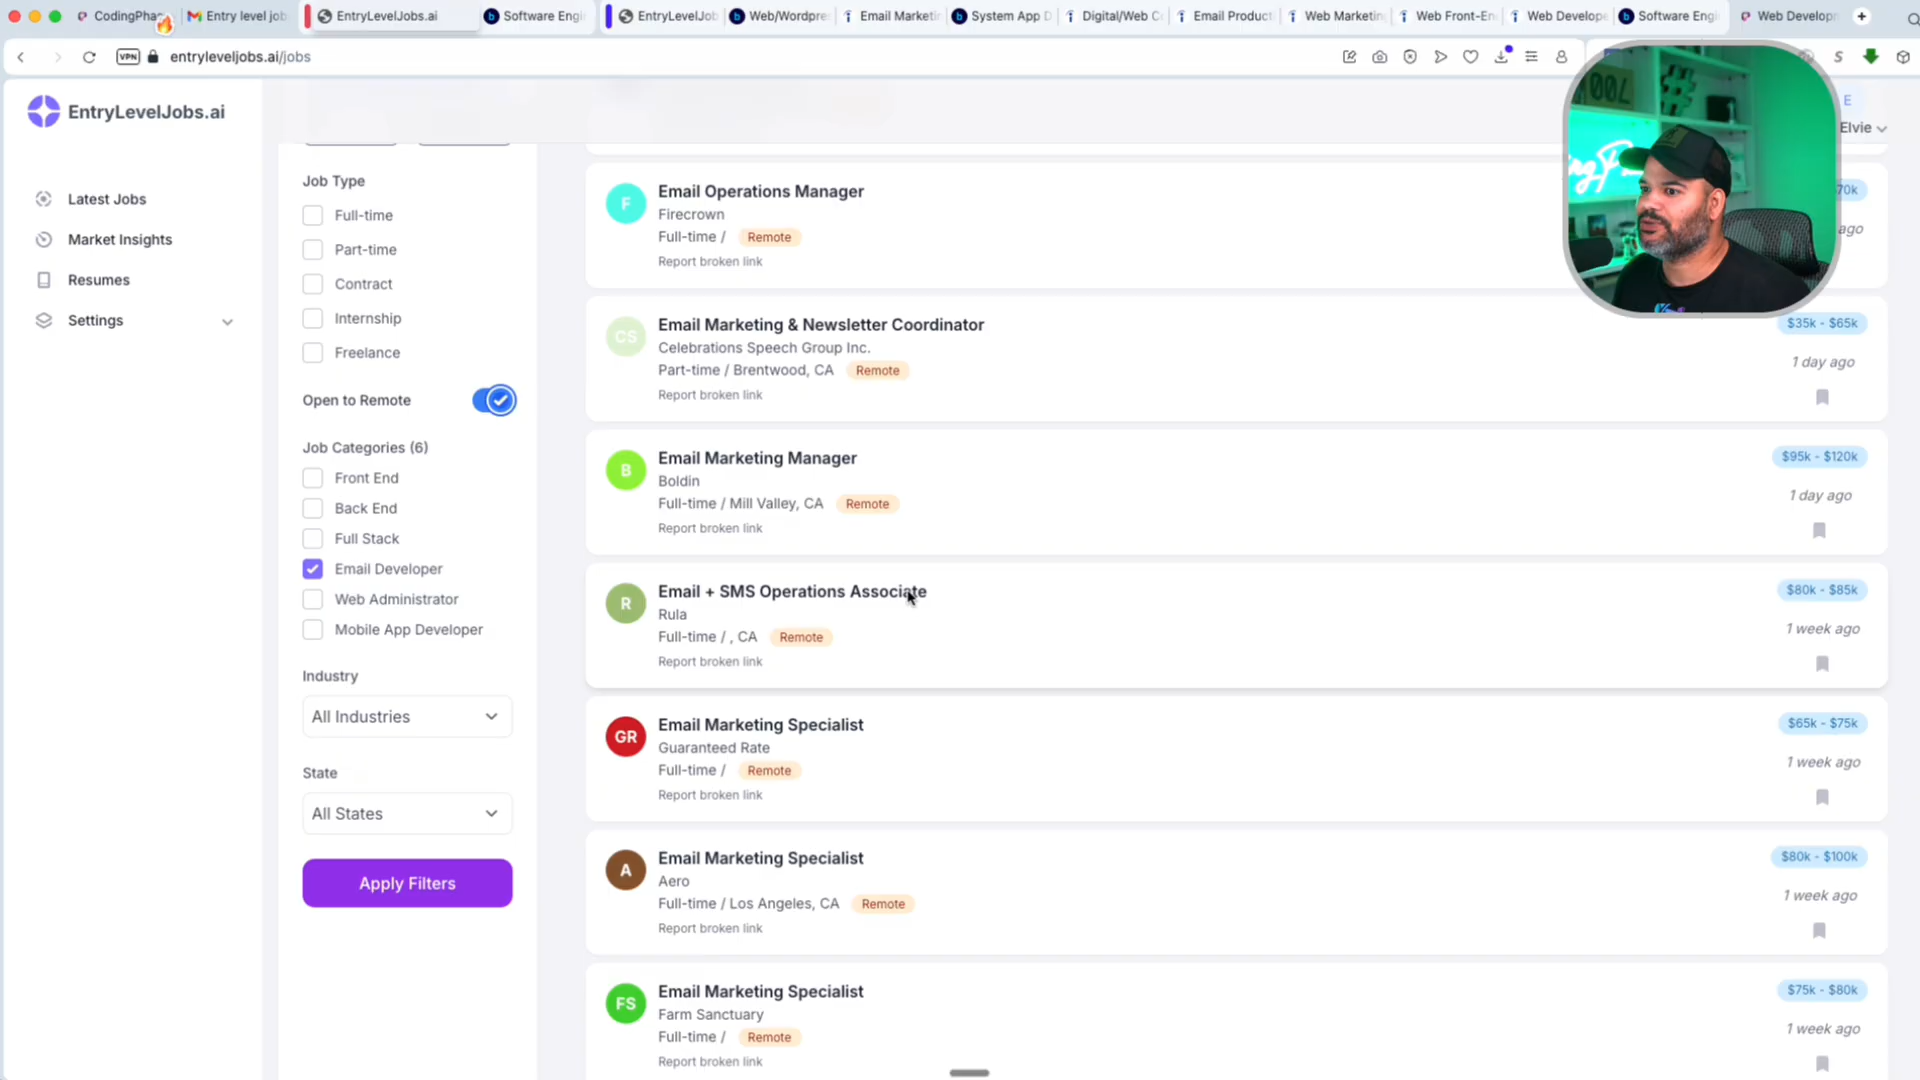 CodingPha
Entry level job
EntryLevelJobs.ai
Software Engi
EntryLevelJob
Web/Wordpre
Email Marketi
System App D
Digital/Web C
Email Product
Web Marketin
Web Front-En
Web Develope
Software Engi
Web Developm
VPN
entryleveljobs.ai/jobs
S
EntryLevelJobs.ai
E
Elvie
Latest Jobs
Market Insights
Resumes
Settings
Job Type
Full-time
Part-time
Contract
Internship
Freelance
Open to Remote
Job Categories (6)
Front End
Back End
Full Stack
Email Developer
Web Administrator
Mobile App Developer
Industry
All Industries
State
All States
Apply Filters
F
Email Operations Manager
Firecrown
Full-time /
Remote
Report broken link
70k
ago
CS
Email Marketing & Newsletter Coordinator
Celebrations Speech Group Inc.
Part-time / Brentwood, CA
Remote
Report broken link
$35k - $65k
1 day ago
B
Email Marketing Manager
Boldin
Full-time / Mill Valley, CA
Remote
Report broken link
$95k - $120k
1 day ago
R
Email + SMS Operations Associate
Rula
Full-time / , CA
Remote
Report broken link
$80k - $85k
1 week ago
GR
Email Marketing Specialist
Guaranteed Rate
Full-time /
Remote
Report broken link
$65k - $75k
1 week ago
A
Email Marketing Specialist
Aero
Full-time / Los Angeles, CA
Remote
Report broken link
$80k - $100k
1 week ago
FS
Email Marketing Specialist
Farm Sanctuary
Full-time /
Remote
Report broken link
$75k - $80k
1 week ago